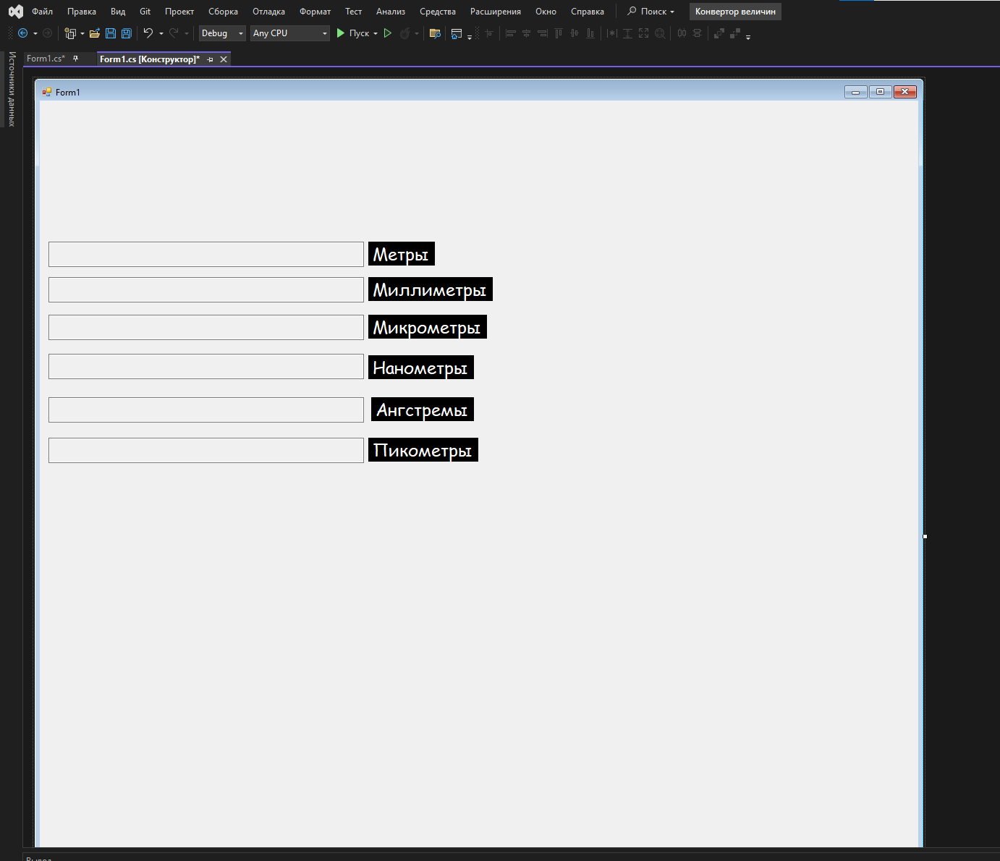 Файл Правка Вид Git Проект Сборка Отладка Формат Тест Анализ Средства Расширения Окно Справка Поиск Конвертор величин
Debug Any CPU Пуск
Источники данных
Form1.cs* Form1.cs [Конструктор]*
Form1
Метры
Миллиметры
Микрометры
Нанометры
Ангстремы
Пикометры
Вывод